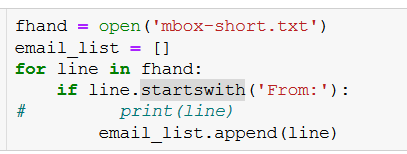 fhand = open('mbox-short.txt')
email_list = []
for line in fhand:
    if line.startswith('From:'):
#         print(line)
        email_list.append(line)